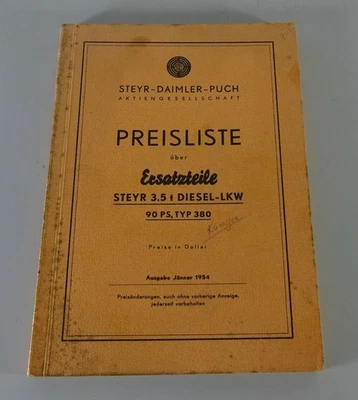 STEYR-DAIMLER-PUCH
AKTIENGESELLSCHAFT
PREISLISTE
über
Ersatzteile
STEYR 3.5 t DIESEL-LKW
90 PS, TYP 380
Preise in Dollar
Ausgabe Jänner 1954
Preisänderungen, auch ohne vorherige Anzeige,
jederzeit vorbehalten